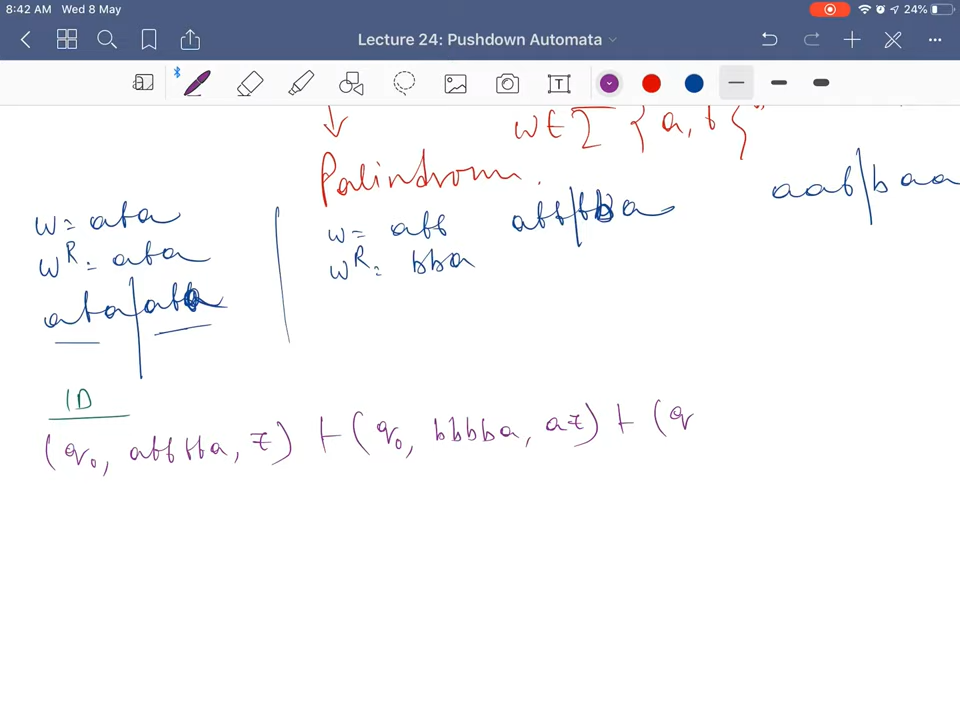 8:42 AM Wed 8 May 24%
Lecture 24: Pushdown Automata
T
w ∈ Σ {a, b}
Palindrom.
w = aba
w^R = aba
aba|aba
w = abb
w^R = bba
abb|bba
aab|baa
ID
(q₀, abbbba, z) ⊢ (q₀, bbbba, az) ⊢ (q